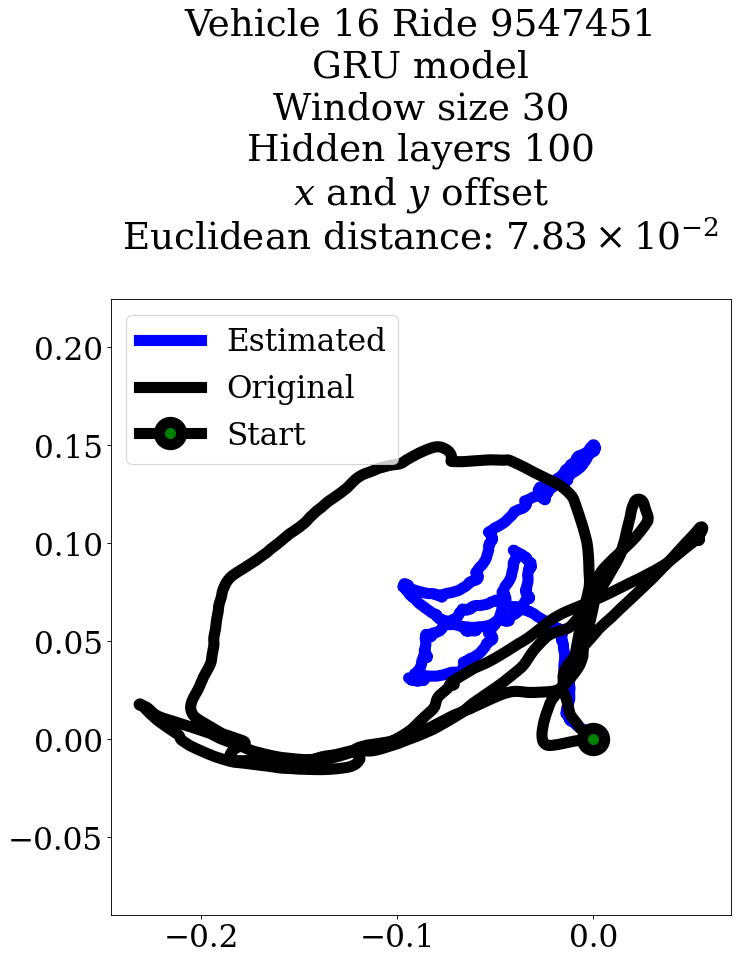 Vehicle 16 Ride 9547451
GRU model
Window size 30
Hidden layers 100
x and y offset
Euclidean distance: 7.83 × 10⁻²
Estimated
Original
Start
0.20
0.15
0.10
0.05
0.00
−0.05
−0.2
−0.1
0.0